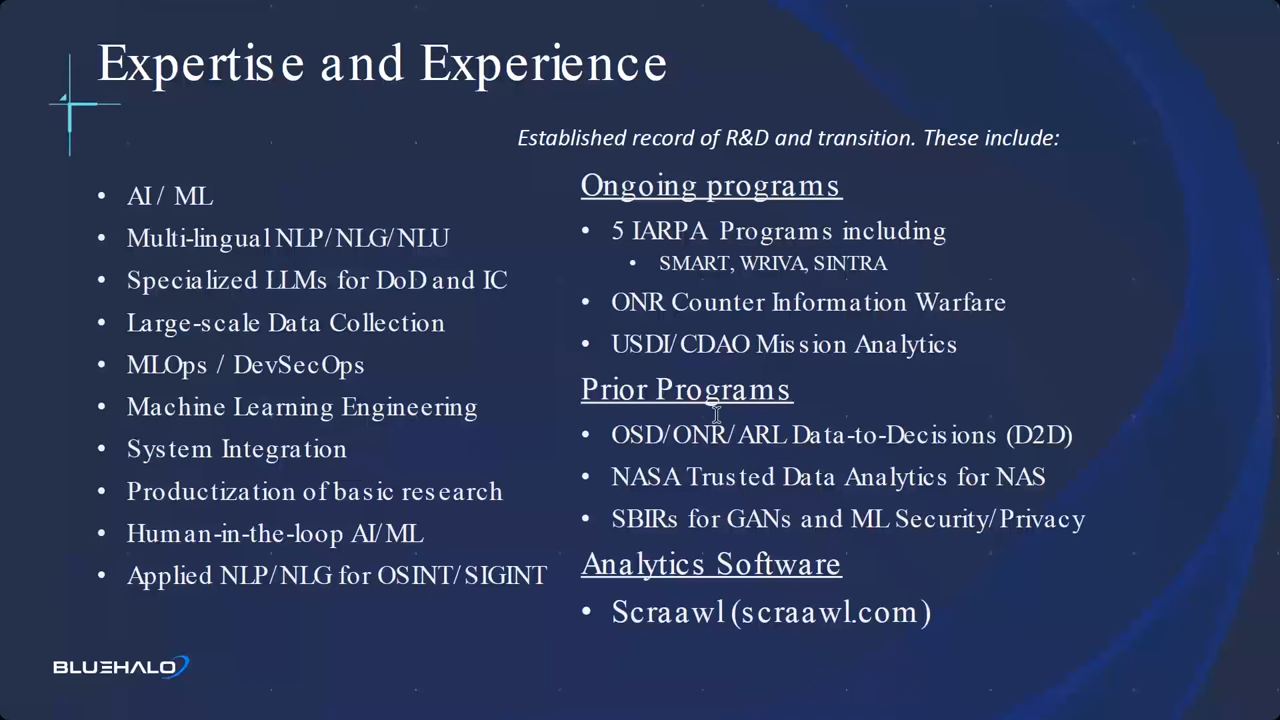 Expertise and Experience
Established record of R&D and transition. These include:
• AI / ML
• Multi-lingual NLP/NLG/NLU
• Specialized LLMs for DoD and IC
• Large-scale Data Collection
• MLOps / DevSecOps
• Machine Learning Engineering
• System Integration
• Productization of basic research
• Human-in-the-loop AI/ML
• Applied NLP/NLG for OSINT/SIGINT
Ongoing programs
• 5 IARPA Programs including
• SMART, WRIVA, SINTRA
• ONR Counter Information Warfare
• USDI/CDAO Mission Analytics
Prior Programs
• OSD/ONR/ARL Data-to-Decisions (D2D)
• NASA Trusted Data Analytics for NAS
• SBIRs for GANs and ML Security/Privacy
Analytics Software
• Scraawl (scraawl.com)
BLUEHALO